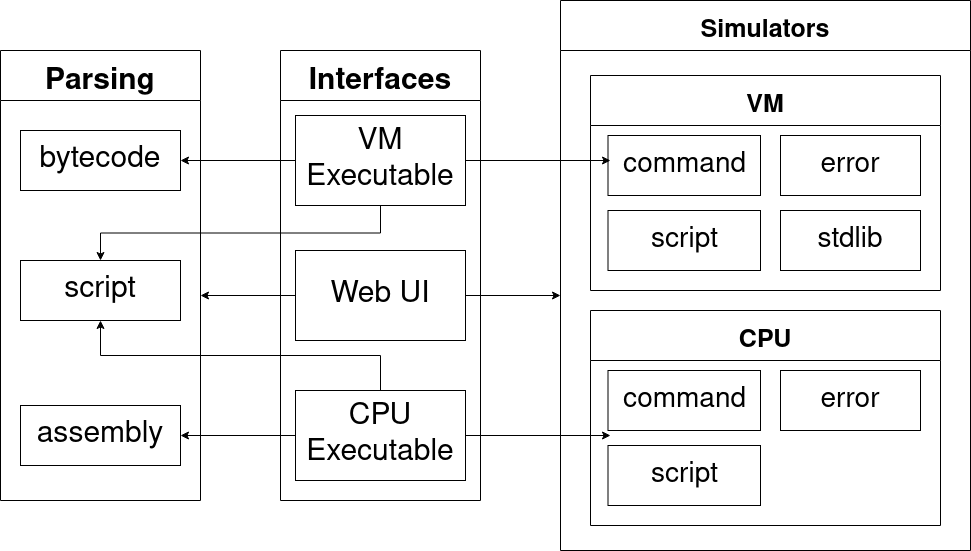 Parsing
bytecode
script
assembly
Interfaces
VM
Executable
Web UI
CPU
Executable
Simulators
VM
command
error
script
stdlib
CPU
command
error
script